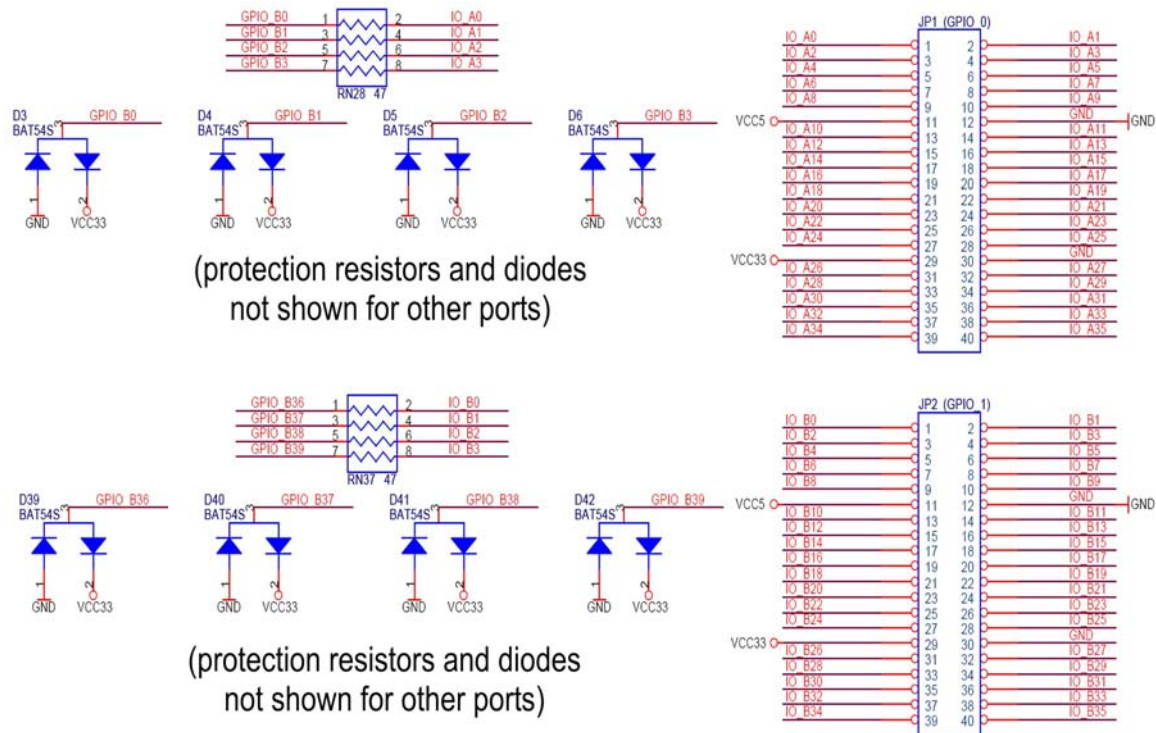 GPIO_B0 1 2 IO_A0
GPIO_B1 3 4 IO_A1
GPIO_B2 5 6 IO_A2
GPIO_B3 7 8 IO_A3
RN28 47
D3 BAT54S 3 GPIO_B0
1 GND 2 VCC33
D4 BAT54S 3 GPIO_B1
1 GND 2 VCC33
D5 BAT54S 3 GPIO_B2
1 GND 2 VCC33
D6 BAT54S 3 GPIO_B3
1 GND 2 VCC33
(protection resistors and diodes
not shown for other ports)
JP1 (GPIO_0)
IO_A0 1 2 IO_A1
IO_A2 3 4 IO_A3
IO_A4 5 6 IO_A5
IO_A6 7 8 IO_A7
IO_A8 9 10 IO_A9
VCC5 11 12 GND GND
IO_A10 13 14 IO_A11
IO_A12 15 16 IO_A13
IO_A14 17 18 IO_A15
IO_A16 19 20 IO_A17
IO_A18 21 22 IO_A19
IO_A20 23 24 IO_A21
IO_A22 25 26 IO_A23
IO_A24 27 28 IO_A25
VCC33 29 30 GND
IO_A26 31 32 IO_A27
IO_A28 33 34 IO_A29
IO_A30 35 36 IO_A31
IO_A32 37 38 IO_A33
IO_A34 39 40 IO_A35
GPIO_B36 1 2 IO_B0
GPIO_B37 3 4 IO_B1
GPIO_B38 5 6 IO_B2
GPIO_B39 7 8 IO_B3
RN37 47
D39 BAT54S 3 GPIO_B36
1 GND 2 VCC33
D40 BAT54S 3 GPIO_B37
1 GND 2 VCC33
D41 BAT54S 3 GPIO_B38
1 GND 2 VCC33
D42 BAT54S 3 GPIO_B39
1 GND 2 VCC33
(protection resistors and diodes
not shown for other ports)
JP2 (GPIO_1)
IO_B0 1 2 IO_B1
IO_B2 3 4 IO_B3
IO_B4 5 6 IO_B5
IO_B6 7 8 IO_B7
IO_B8 9 10 IO_B9
VCC5 11 12 GND GND
IO_B10 13 14 IO_B11
IO_B12 15 16 IO_B13
IO_B14 17 18 IO_B15
IO_B16 19 20 IO_B17
IO_B18 21 22 IO_B19
IO_B20 23 24 IO_B21
IO_B22 25 26 IO_B23
IO_B24 27 28 IO_B25
VCC33 29 30 GND
IO_B26 31 32 IO_B27
IO_B28 33 34 IO_B29
IO_B30 35 36 IO_B31
IO_B32 37 38 IO_B33
IO_B34 39 40 IO_B35